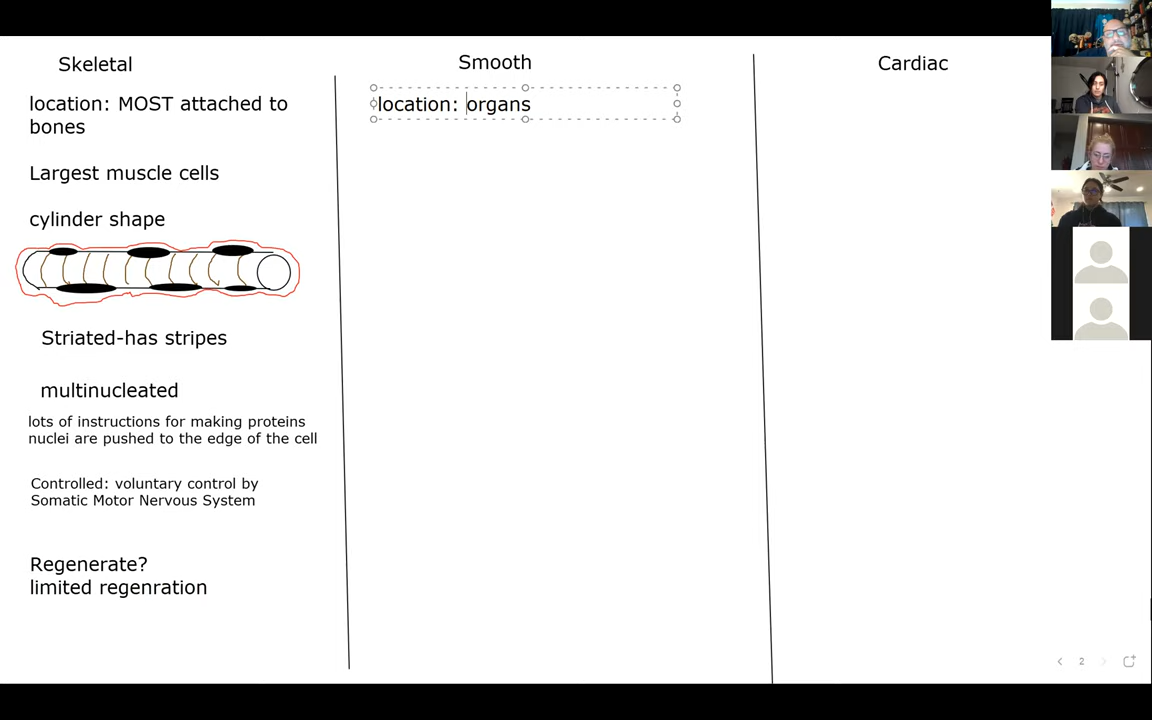 Skeletal
Smooth
Cardiac
location: MOST attached to
bones
Largest muscle cells
cylinder shape
Striated-has stripes
multinucleated
lots of instructions for making proteins
nuclei are pushed to the edge of the cell
Controlled: voluntary control by
Somatic Motor Nervous System
Regenerate?
limited regenration
location: organs
2